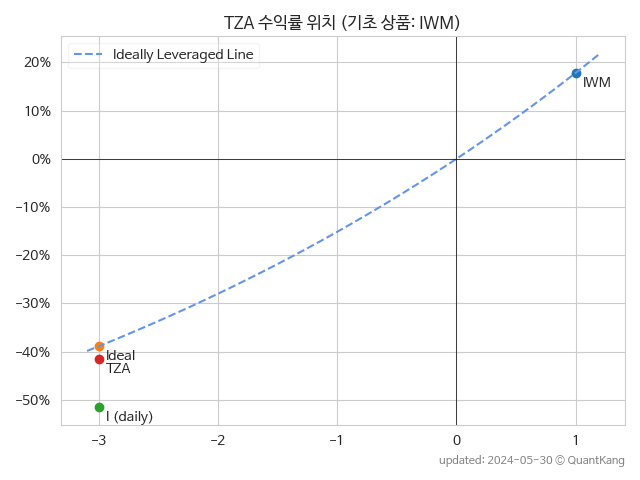 TZA 수익률 위치 (기초 상품: IWM)
Ideally Leveraged Line
20%
10%
0%
−10%
−20%
−30%
−40%
−50%
IWM
Ideal
TZA
I (daily)
−3
−2
−1
0
1
updated: 2024-05-30 © QuantKang